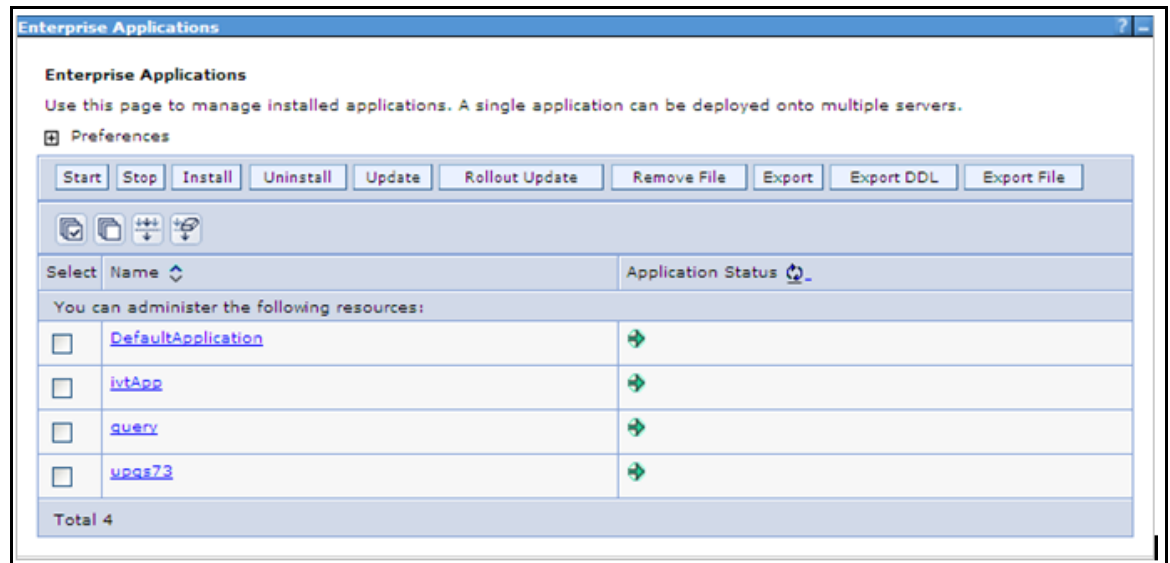 Enterprise Applications ? –
Enterprise Applications
Use this page to manage installed applications. A single application can be deployed onto multiple servers.
Preferences
Start Stop Install Uninstall Update Rollout Update Remove File Export Export DDL Export File
Select Name Application Status
You can administer the following resources:
DefaultApplication
ivtApp
query
upgs73
Total 4